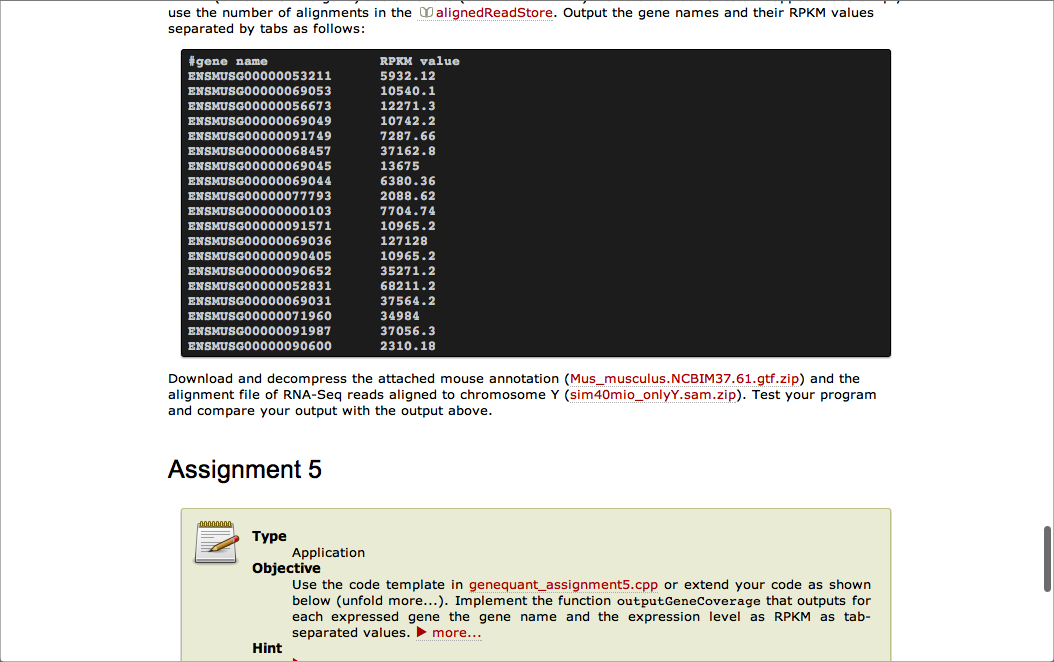 use the number of alignments in the alignedReadStore. Output the gene names and their RPKM values
separated by tabs as follows:
#gene name RPKM value
ENSMUSG00000053211 5932.12
ENSMUSG00000069053 10540.1
ENSMUSG00000056673 12271.3
ENSMUSG00000069049 10742.2
ENSMUSG00000091749 7287.66
ENSMUSG00000068457 37162.8
ENSMUSG00000069045 13675
ENSMUSG00000069044 6380.36
ENSMUSG00000077793 2088.62
ENSMUSG00000000103 7704.74
ENSMUSG00000091571 10965.2
ENSMUSG00000069036 127128
ENSMUSG00000090405 10965.2
ENSMUSG00000090652 35271.2
ENSMUSG00000052831 68211.2
ENSMUSG00000069031 37564.2
ENSMUSG00000071960 34984
ENSMUSG00000091987 37056.3
ENSMUSG00000090600 2310.18
Download and decompress the attached mouse annotation (Mus_musculus.NCBIM37.61.gtf.zip) and the
alignment file of RNA-Seq reads aligned to chromosome Y (sim40mio_onlyY.sam.zip). Test your program
and compare your output with the output above.
Assignment 5
Type
Application
Objective
Use the code template in genequant_assignment5.cpp or extend your code as shown
below (unfold more...). Implement the function outputGeneCoverage that outputs for
each expressed gene the gene name and the expression level as RPKM as tab-
separated values. ▶ more...
Hint